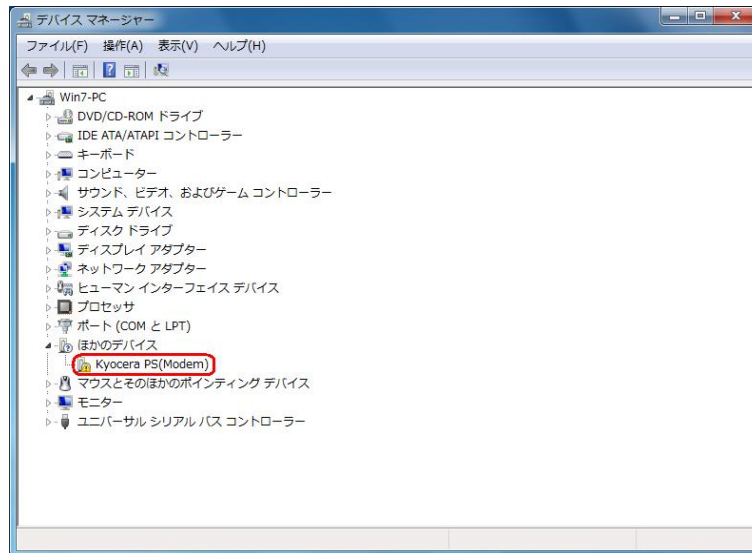 デバイス マネージャー
ファイル(F) 操作(A) 表示(V) ヘルプ(H)
Win7-PC
DVD/CD-ROM ドライブ
IDE ATA/ATAPI コントローラー
キーボード
コンピューター
サウンド、ビデオ、およびゲーム コントローラー
システム デバイス
ディスク ドライブ
ディスプレイ アダプター
ネットワーク アダプター
ヒューマン インターフェイス デバイス
プロセッサ
ポート (COM と LPT)
ほかのデバイス
Kyocera PS(Modem)
マウスとそのほかのポインティング デバイス
モニター
ユニバーサル シリアル バス コントローラー